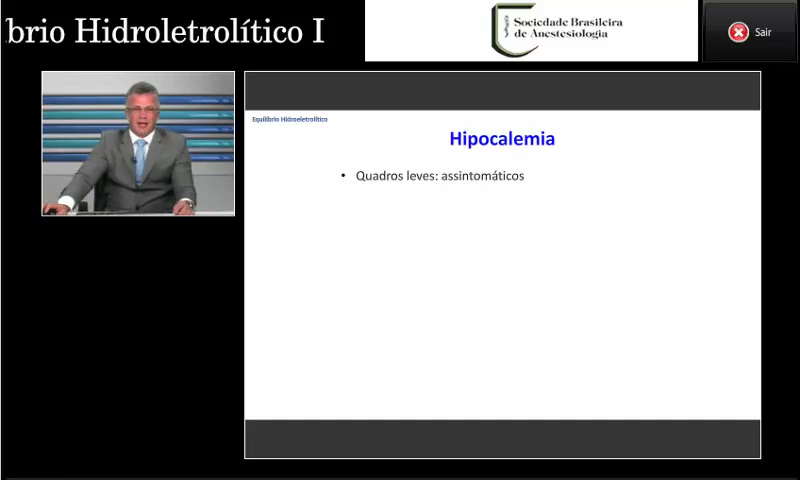 brio Hidroletrolítico I
Sociedade Brasileira
de Anestesiologia
Sair
Equilíbrio Hidroeletrolítico
Hipocalemia
• Quadros leves: assintomáticos